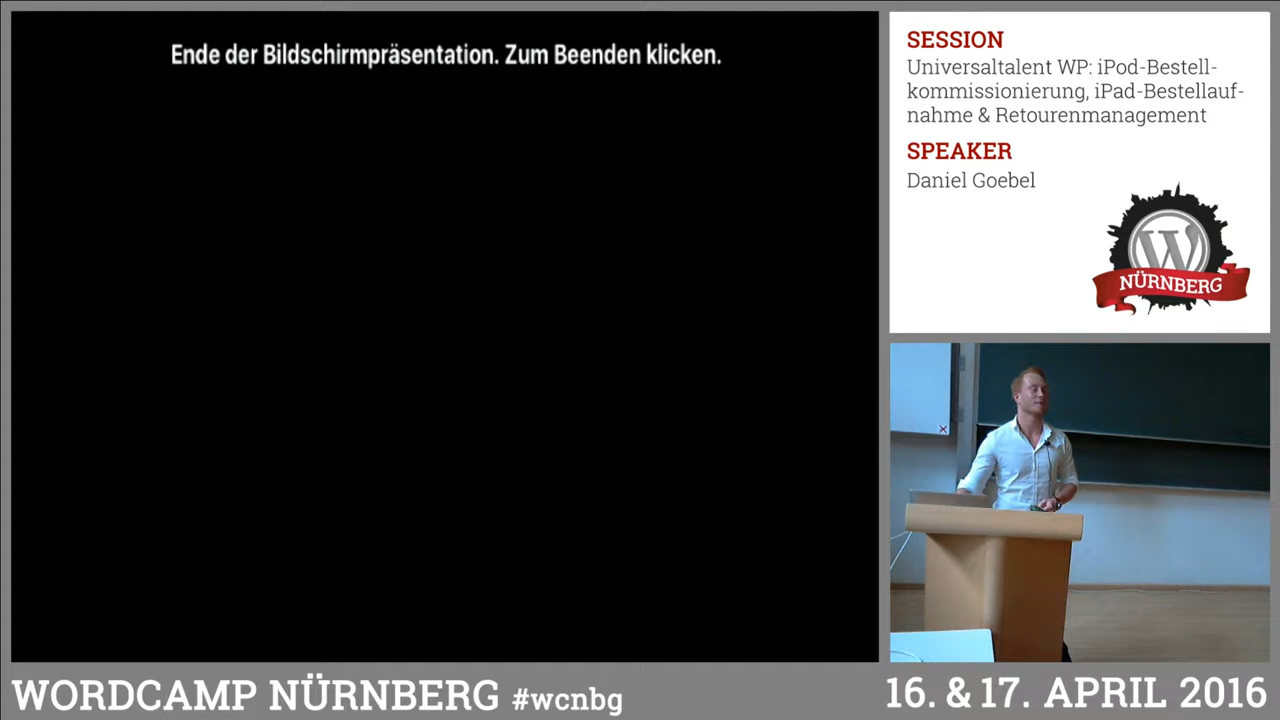 Ende der Bildschirmpräsentation. Zum Beenden klicken.
SESSION
Universaltalent WP: iPod-Bestell-
kommissionierung, iPad-Bestellauf-
nahme & Retourenmanagement
SPEAKER
Daniel Goebel
W
NÜRNBERG
WORDCAMP NÜRNBERG #wcnbg
16. & 17. APRIL 2016